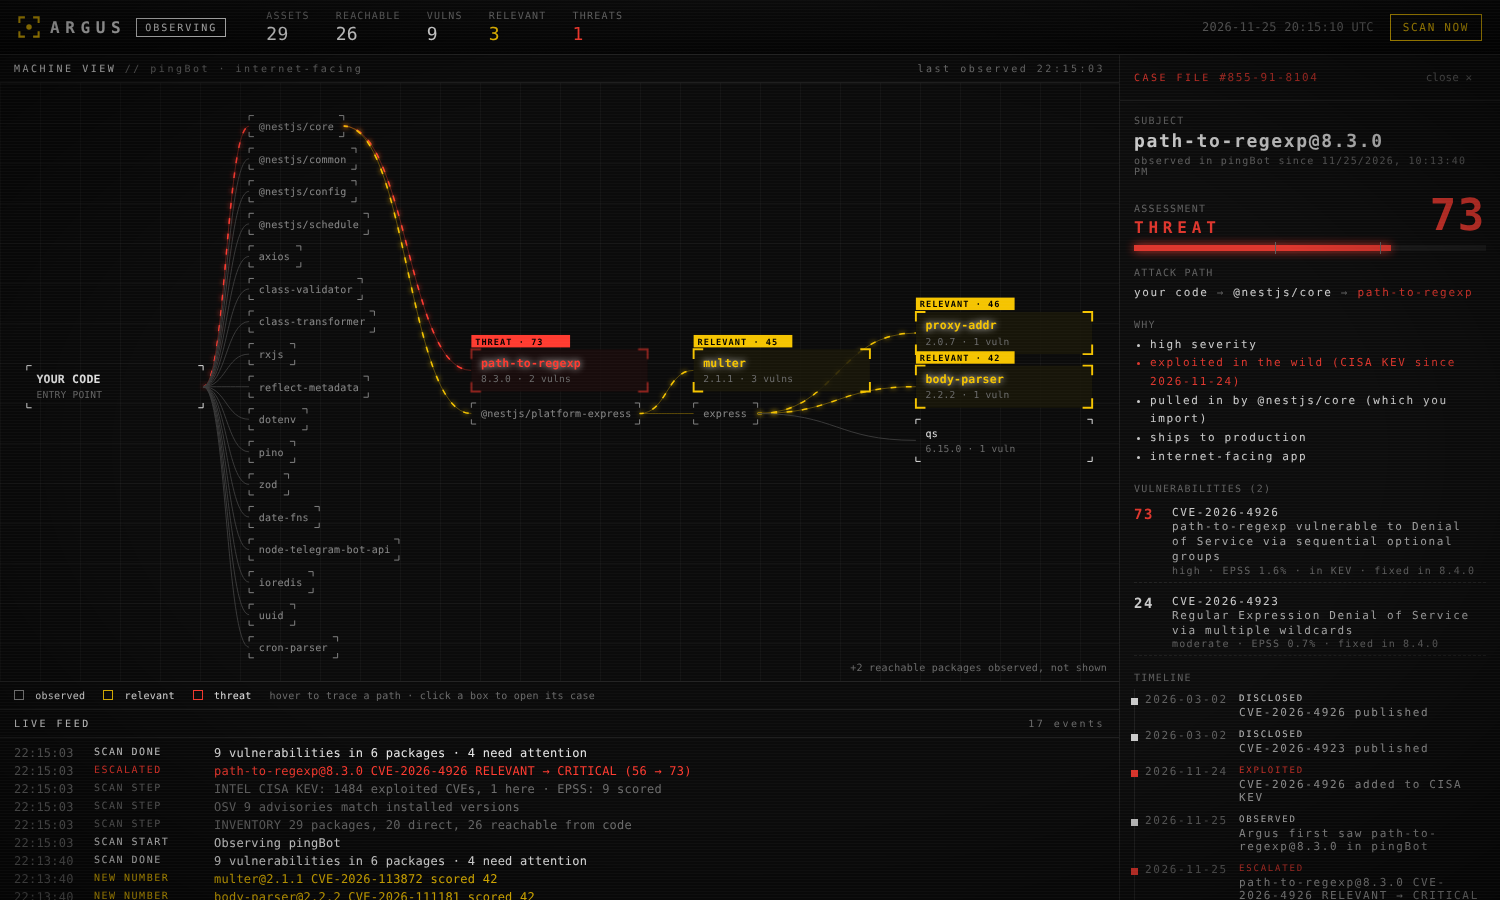 ARGUS
OBSERVING
ASSETS
29
REACHABLE
26
VULNS
9
RELEVANT
3
THREATS
1
2026-11-25 20:15:10 UTC
SCAN NOW
MACHINE VIEW // pingBot · internet-facing
last observed 22:15:03
YOUR CODE
ENTRY POINT
@nestjs/core
@nestjs/common
@nestjs/config
@nestjs/schedule
axios
class-validator
class-transformer
rxjs
reflect-metadata
dotenv
pino
zod
date-fns
node-telegram-bot-api
ioredis
uuid
cron-parser
THREAT · 73
path-to-regexp
8.3.0 · 2 vulns
@nestjs/platform-express
RELEVANT · 45
multer
2.1.1 · 3 vulns
express
RELEVANT · 46
proxy-addr
2.0.7 · 1 vuln
RELEVANT · 42
body-parser
2.2.2 · 1 vuln
qs
6.15.0 · 1 vuln
+2 reachable packages observed, not shown
observed
relevant
threat
hover to trace a path · click a box to open its case
LIVE FEED
17 events
22:15:03 SCAN DONE 9 vulnerabilities in 6 packages · 4 need attention
22:15:03 ESCALATED path-to-regexp@8.3.0 CVE-2026-4926 RELEVANT → CRITICAL (56 → 73)
22:15:03 SCAN STEP INTEL CISA KEV: 1484 exploited CVEs, 1 here · EPSS: 9 scored
22:15:03 SCAN STEP OSV 9 advisories match installed versions
22:15:03 SCAN STEP INVENTORY 29 packages, 20 direct, 26 reachable from code
22:15:03 SCAN START Observing pingBot
22:13:40 SCAN DONE 9 vulnerabilities in 6 packages · 4 need attention
22:13:40 NEW NUMBER multer@2.1.1 CVE-2026-113872 scored 42
22:13:40 NEW NUMBER body-parser@2.2.2 CVE-2026-111181 scored 42
CASE FILE #855-91-8104
close ×
SUBJECT
path-to-regexp@8.3.0
observed in pingBot since 11/25/2026, 10:13:40
PM
ASSESSMENT
THREAT
73
ATTACK PATH
your code → @nestjs/core → path-to-regexp
WHY
• high severity
• exploited in the wild (CISA KEV since
2026-11-24)
• pulled in by @nestjs/core (which you
import)
• ships to production
• internet-facing app
VULNERABILITIES (2)
73 CVE-2026-4926
path-to-regexp vulnerable to Denial
of Service via sequential optional
groups
high · EPSS 1.6% · in KEV · fixed in 8.4.0
24 CVE-2026-4923
Regular Expression Denial of Service
via multiple wildcards
moderate · EPSS 0.7% · fixed in 8.4.0
TIMELINE
2026-03-02 DISCLOSED
CVE-2026-4926 published
2026-03-02 DISCLOSED
CVE-2026-4923 published
2026-11-24 EXPLOITED
CVE-2026-4926 added to CISA
KEV
2026-11-25 OBSERVED
Argus first saw path-to-
regexp@8.3.0 in pingBot
2026-11-25 ESCALATED
path-to-regexp@8.3.0 CVE-
2026-4926 RELEVANT → CRITICAL